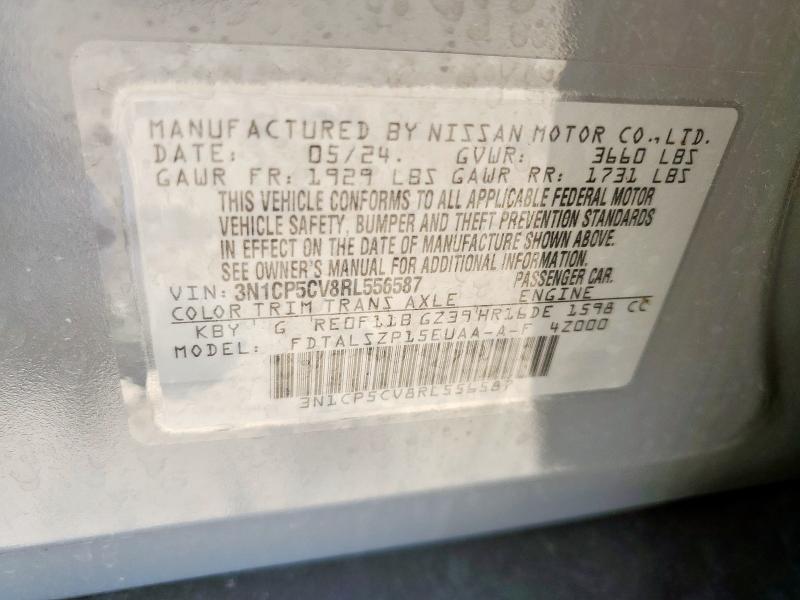 MANUFACTURED BY NISSAN MOTOR CO., LTD.
DATE: 05/24. GVWR: 3660 LBS
GAWR FR: 1929 LBS GAWR RR: 1731 LBS
THIS VEHICLE CONFORMS TO ALL APPLICABLE FEDERAL MOTOR
VEHICLE SAFETY, BUMPER AND THEFT PREVENTION STANDARDS
IN EFFECT ON THE DATE OF MANUFACTURE SHOWN ABOVE.
SEE OWNER'S MANUAL FOR ADDITIONAL INFORMATION.
VIN: 3N1CP5CV8RL556587 PASSENGER CAR.
COLOR TRIM TRANS AXLE ENGINE
KBY G RE0F11B GZ39 HR16DE 1598 CC
MODEL: FDTALSZP15EUAA-A-F 4Z000
3N1CP5CV8RL556587